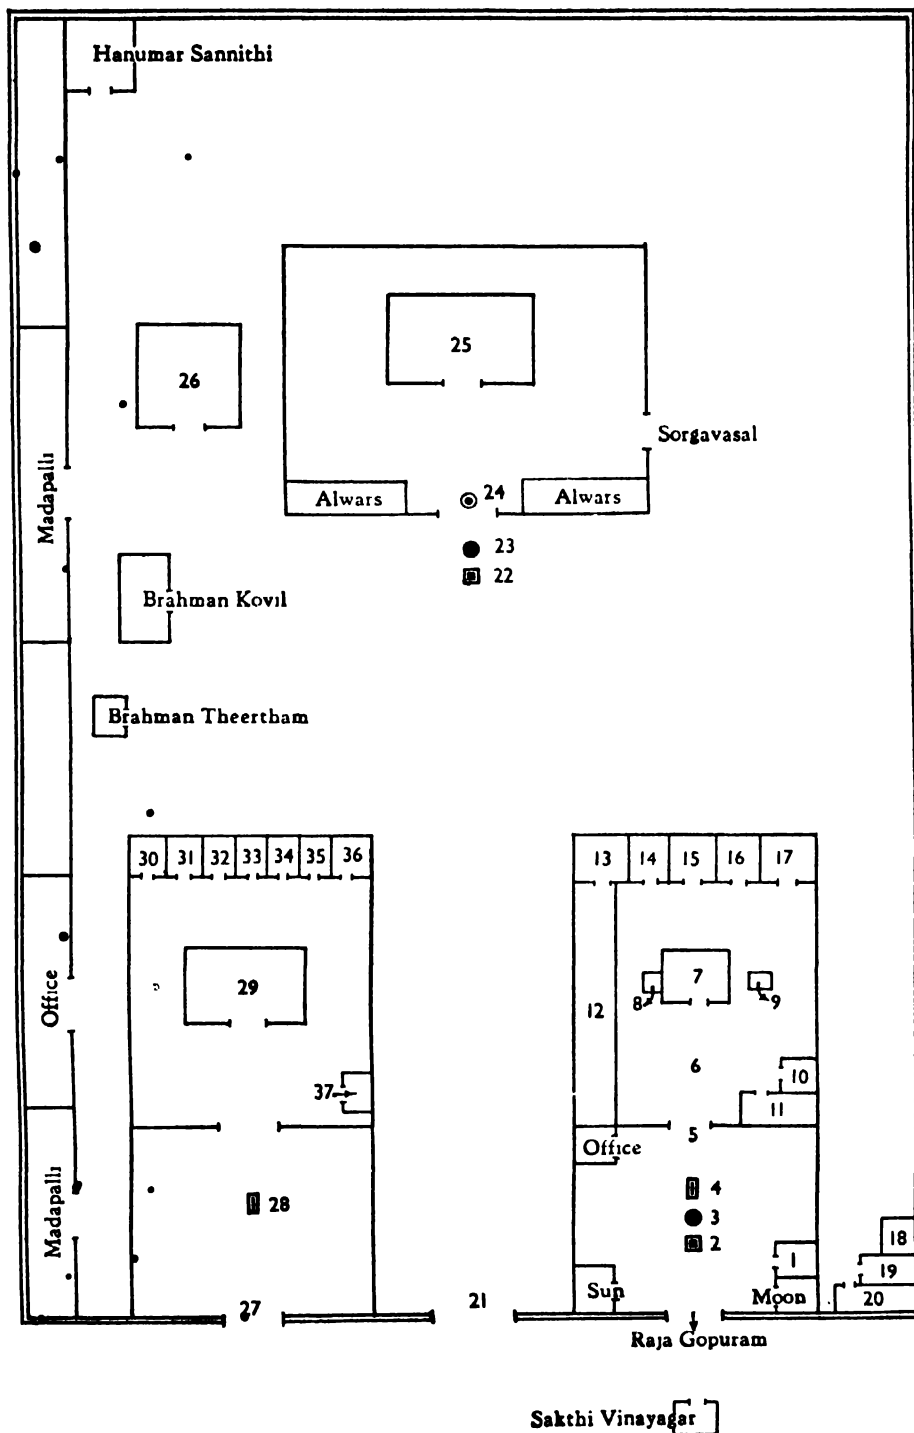 Hanumar Sannithi
25
26
Sorgavasal
Madapalli
Alwars
24
Alwars
23
22
Brahman Kovil
Brahman Theertham
30 31 32 33 34 35 36
13 14 15 16 17
Office
29
7
8
9
12
6
10
37
11
5
Office
Madapalli
4
28
3
2
1
18
19
Sun
Moon
20
27
21
Raja Gopuram
Sakthi Vinayagar